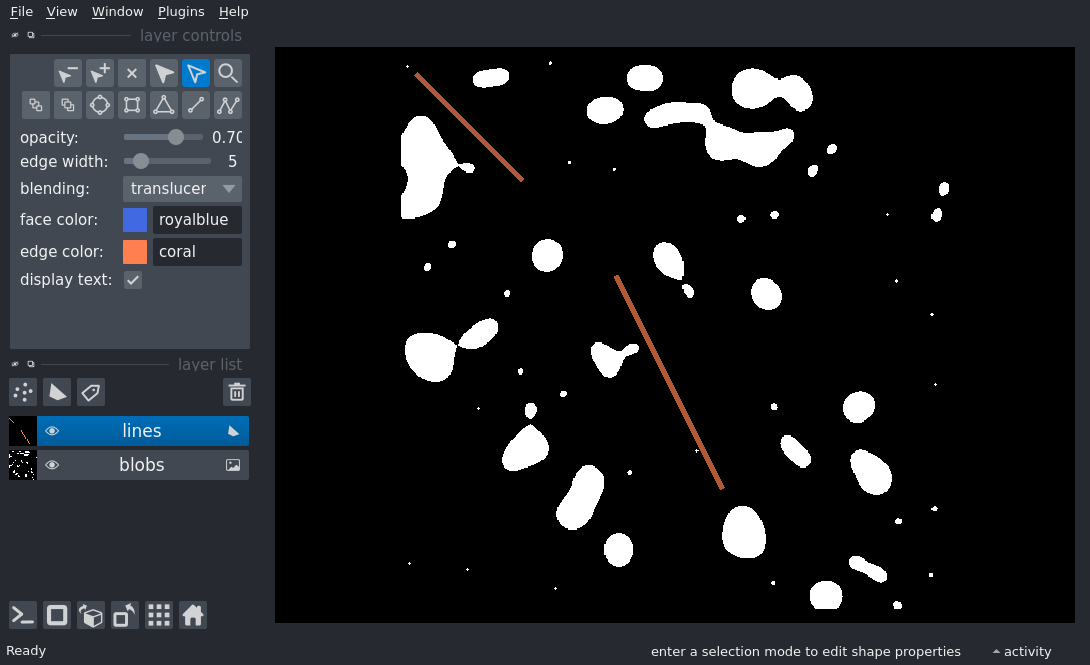 File View Window Plugins Help
layer controls
opacity: 0.70
edge width: 5
blending: translucer
face color: royalblue
edge color: coral
display text:
layer list
lines
blobs
Ready
enter a selection mode to edit shape properties
activity